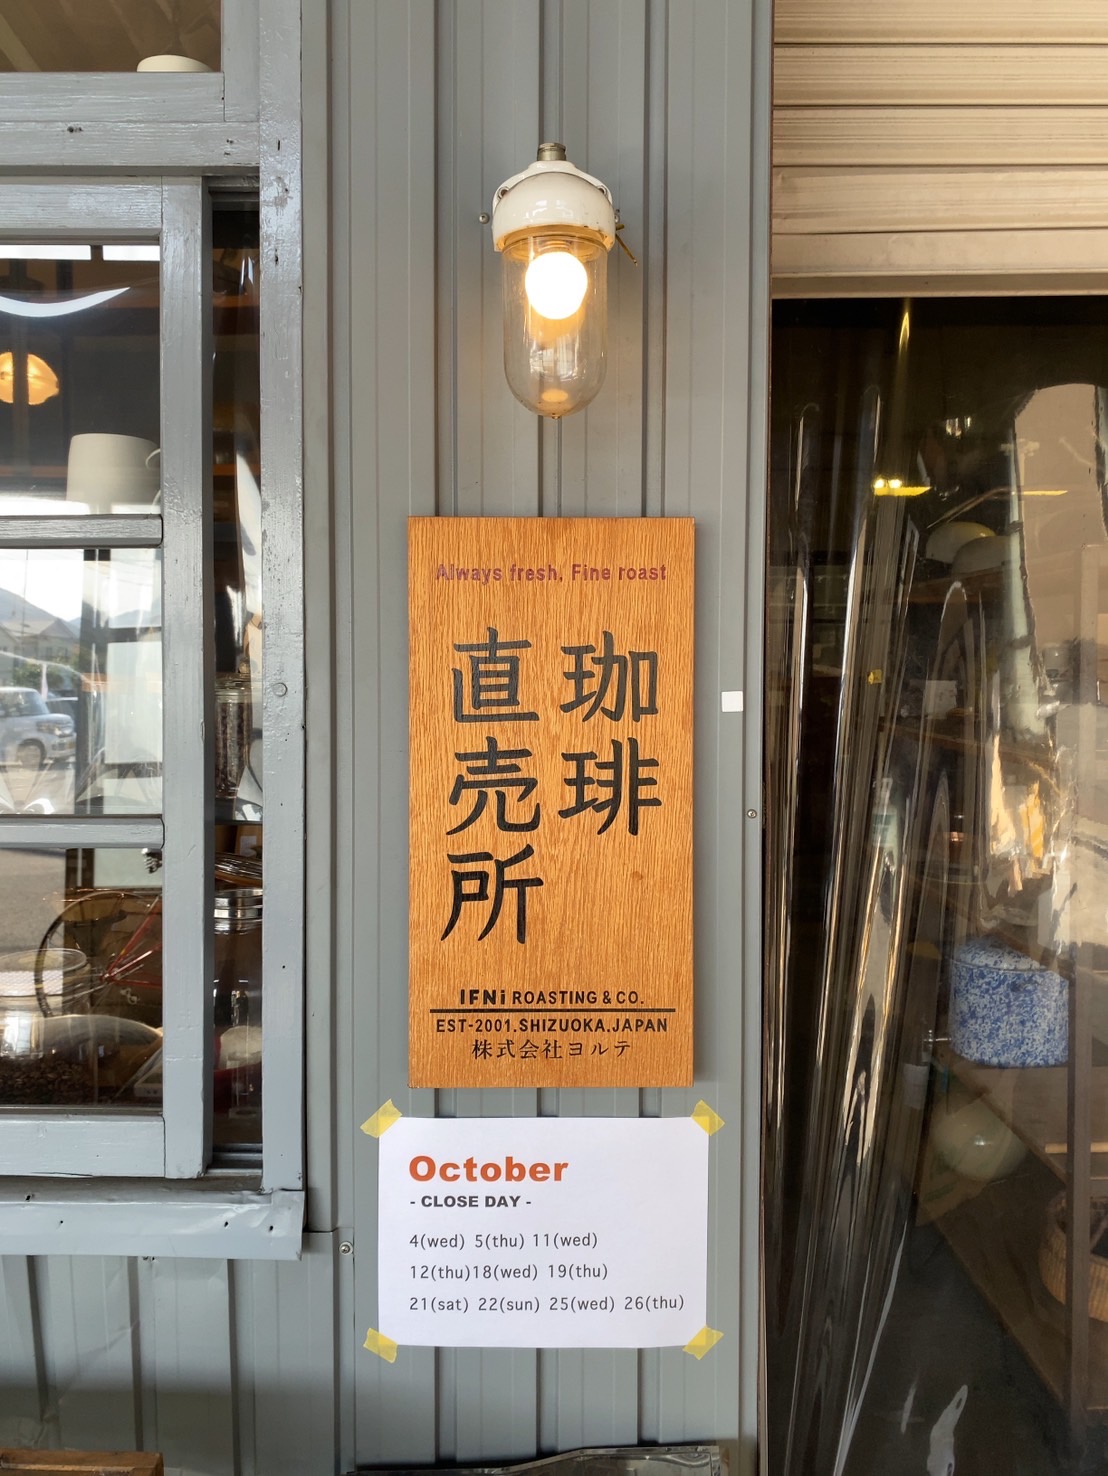 Always fresh, Fine roast
珈琲
直売所
IFNi ROASTING & CO.
EST-2001.SHIZUOKA.JAPAN
株式会社ヨルテ
October
- CLOSE DAY -
4(wed) 5(thu) 11(wed)
12(thu)18(wed) 19(thu)
21(sat) 22(sun) 25(wed) 26(thu)